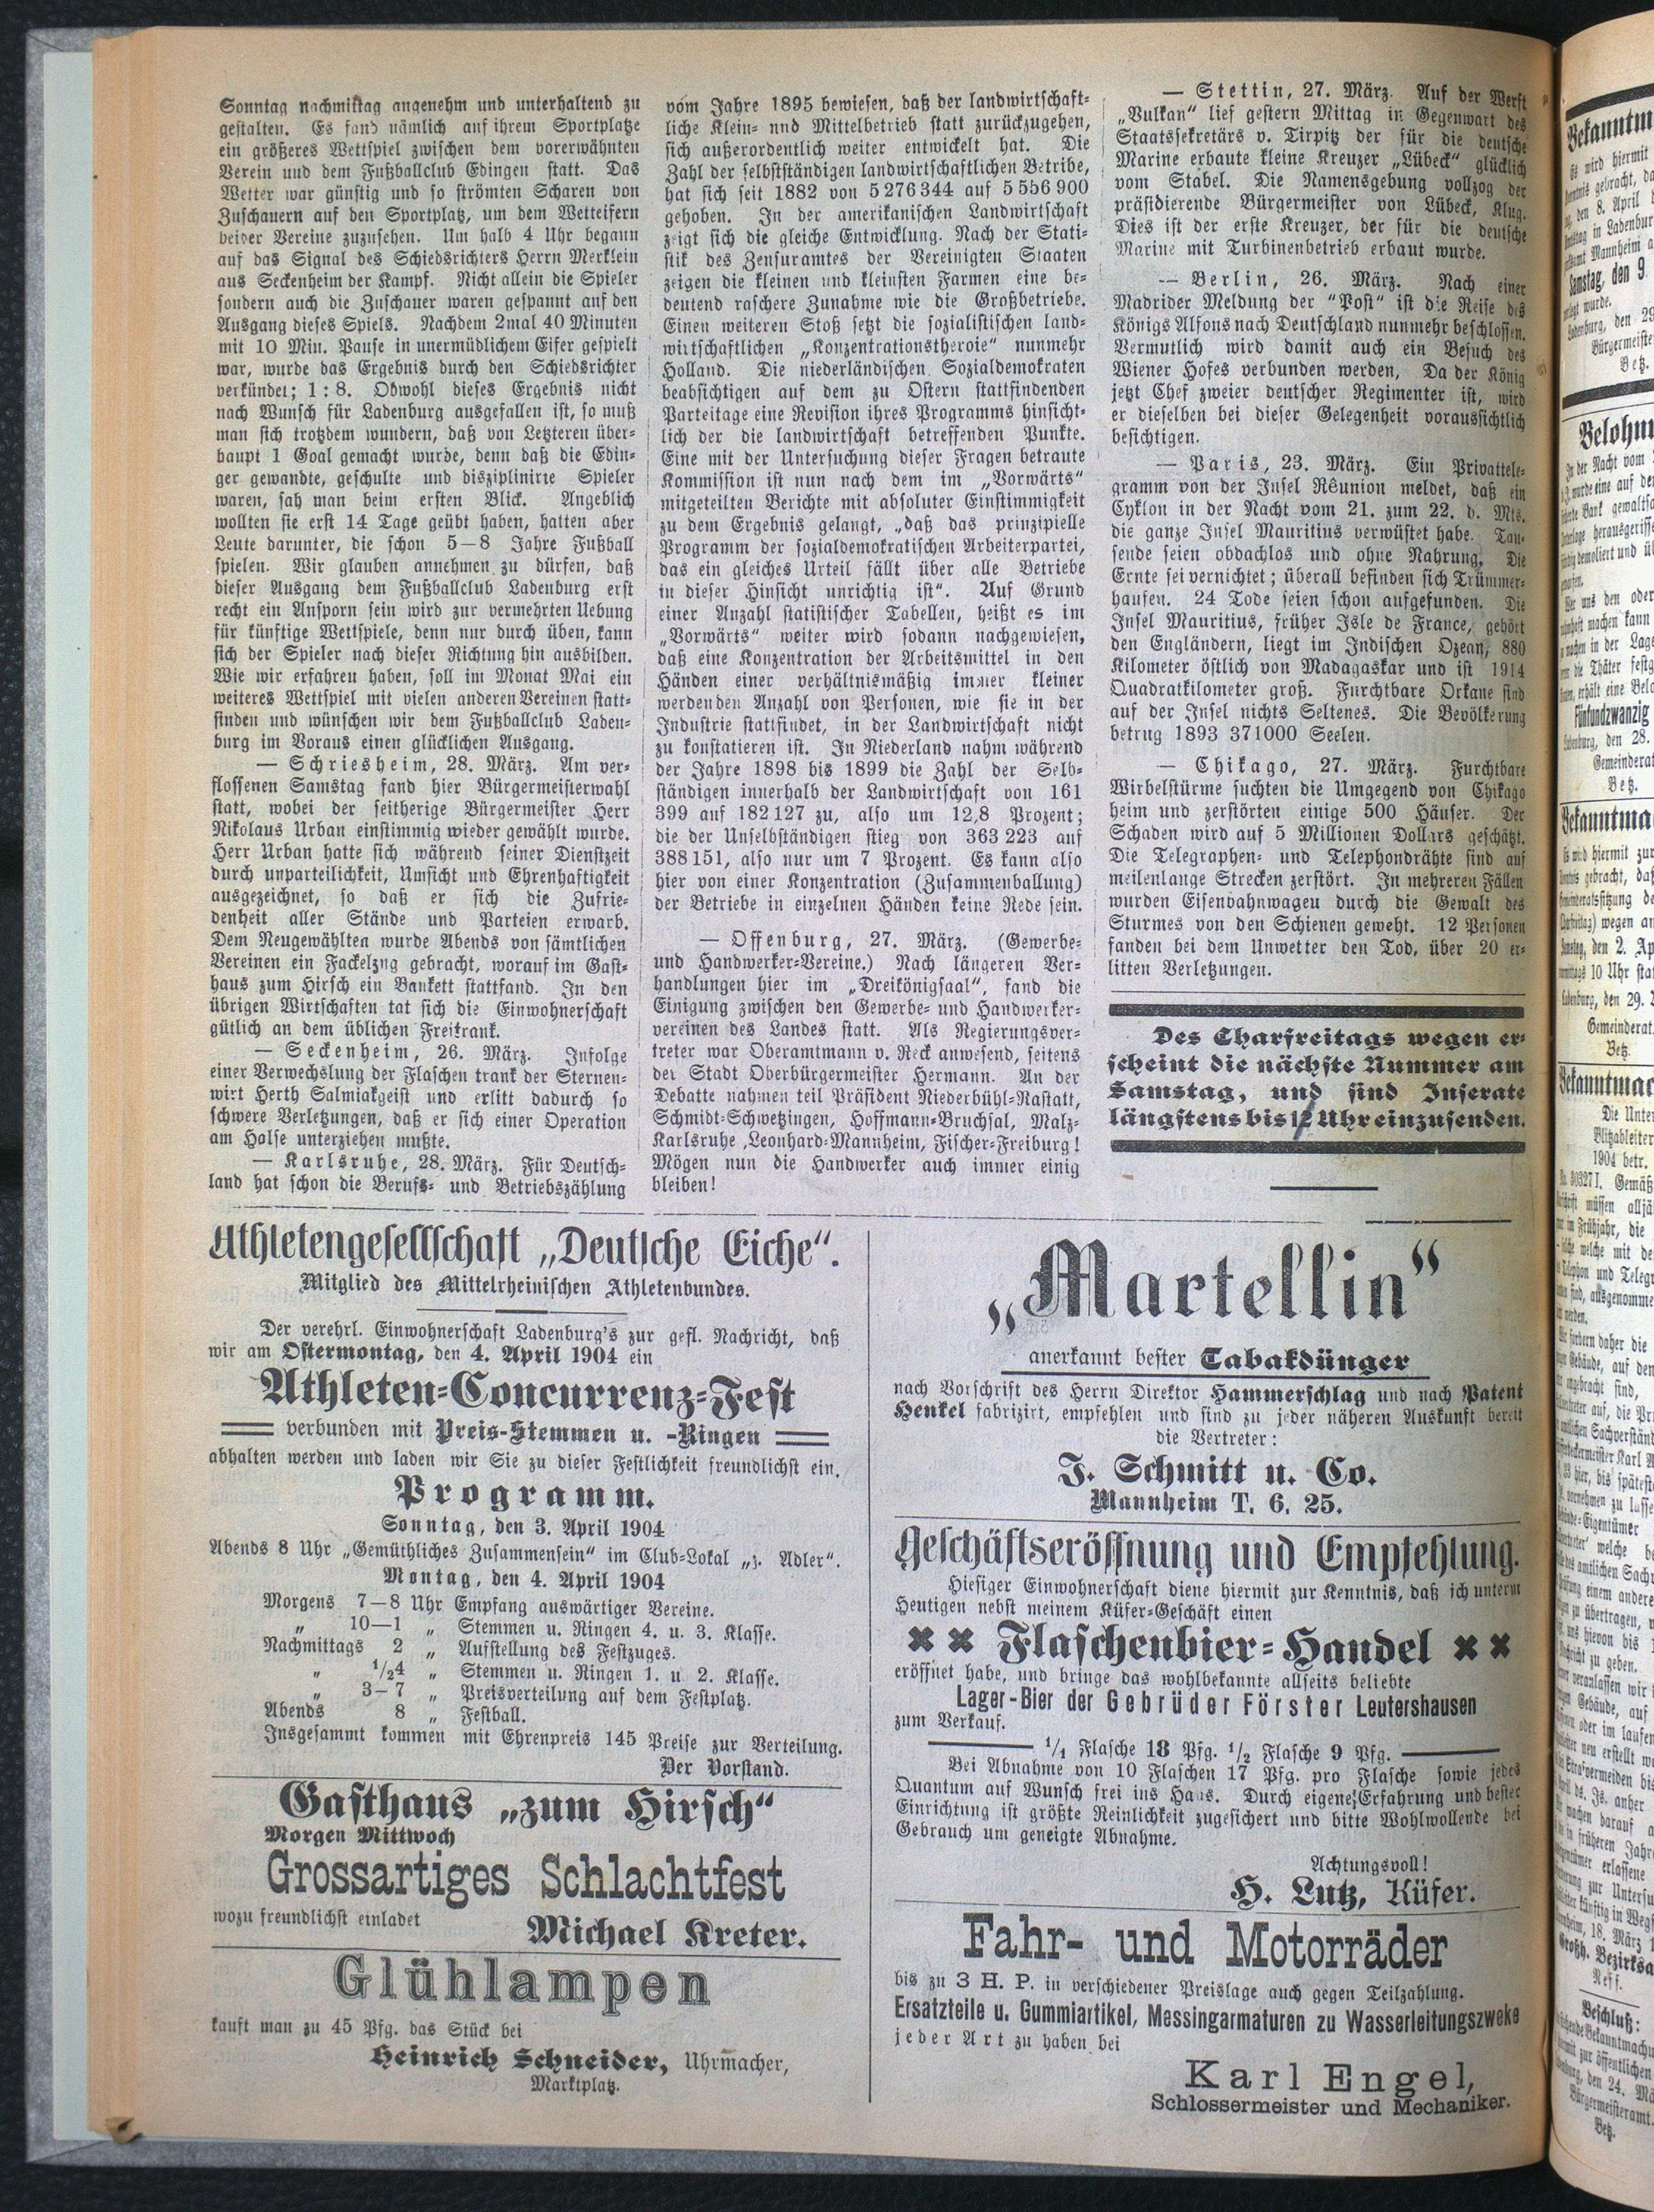 Sonntag nachmittag angenehm und unterhaltend zu
gestalten. Es fand nämlich auf ihrem Sportplatze
ein größeres Wettspiel zwischen dem vorerwähnten
Verein und dem Fußballclub Edingen statt. Das
Wetter war günstig und so strömten Scharen von
Zuschauern auf den Sportplatz, um dem Wetteifern
beider Vereine zuzusehen. Um halb 4 Uhr begann
auf das Signal des Schiedsrichters Herrn Merklein
aus Seckenheim der Kampf. Nicht allein die Spieler
sondern auch die Zuschauer waren gespannt auf den
Ausgang dieses Spiels. Nachdem 2mal 40 Minuten
mit 10 Min. Pause in unermüdlichem Eifer gespielt
war, wurde das Ergebnis durch den Schiedsrichter
verkündet; 1 : 8. Obwohl dieses Ergebnis nicht
nach Wunsch für Ladenburg ausgefallen ist, so muß
man sich trotzdem wundern, daß von Letzteren über-
haupt 1 Goal gemacht wurde, denn daß die Edin-
ger gewandte, geschulte und disziplinirte Spieler
waren, sah man beim ersten Blick. Angeblich
wollten sie erst 14 Tage geübt haben, hatten aber
Leute darunter, die schon 5—8 Jahre Fußball
spielen. Wir glauben annehmen zu dürfen, daß
dieser Ausgang dem Fußballclub Ladenburg erst
recht ein Ansporn sein wird zur vermehrten Uebung
für künftige Wettspiele, denn nur durch üben, kann
sich der Spieler nach dieser Richtung hin ausbilden.
Wie wir erfahren haben, soll im Monat Mai ein
weiteres Wettspiel mit vielen anderen Vereinen statt-
finden und wünschen wir dem Fußballclub Laden-
burg im Voraus einen glücklichen Ausgang.
— Schriesheim, 28. März. Am ver-
flossenen Samstag fand hier Bürgermeisterwahl
statt, wobei der seitherige Bürgermeister Herr
Nikolaus Urban einstimmig wieder gewählt wurde.
Herr Urban hatte sich während seiner Dienstzeit
durch unparteilichkeit, Umsicht und Ehrenhaftigkeit
ausgezeichnet, so daß er sich die Zufrie-
denheit aller Stände und Parteien erwarb.
Dem Neugewählten wurde Abends von sämtlichen
Vereinen ein Fackelzug gebracht, worauf im Gast-
haus zum Hirsch ein Bankett stattfand. In den
übrigen Wirtschaften tat sich die Einwohnerschaft
gütlich an dem üblichen Freitrank.
— Seckenheim, 26. März. Infolge
einer Verwechslung der Flaschen trank der Sternen-
wirt Herth Salmiakgeist und erlitt dadurch so
schwere Verletzungen, daß er sich einer Operation
am Halse unterziehen mußte.
— Karlsruhe, 28. März. Für Deutsch-
land hat schon die Berufs- und Betriebszählung
vom Jahre 1895 bewiesen, daß der landwirtschaft-
liche Klein- nnd Mittelbetrieb statt zurückzugehen,
sich außerordentlich weiter entwickelt hat. Die
Zahl der selbstständigen landwirtschaftlichen Betribe,
hat sich seit 1882 von 5 276 344 auf 5 556 900
gehoben. In der amerikanischen Landwirtschaft
zeigt sich die gleiche Entwicklung. Nach der Stati-
stik des Zensuramtes der Vereinigten Staaten
zeigen die kleinen und kleinsten Farmen eine be-
deutend raschere Zunahme wie die Großbetriebe.
Einen weiteren Stoß setzt die sozialistischen land-
wirtschaftlichen „Konzentrationstheroie“ nunmehr
Holland. Die niederländischen Sozialdemokraten
beabsichtigen auf dem zu Ostern stattfindenden
Parteitage eine Revision ihres Programms hinsicht-
lich der die landwirtschaft betreffenden Punkte.
Eine mit der Untersuchung dieser Fragen betraute
Kommission ist nun nach dem im „Vorwärts“
mitgeteilten Berichte mit absoluter Einstimmigkeit
zu dem Ergebnis gelangt, „daß das prinzipielle
Programm der sozialdemokratischen Arbeiterpartei,
das ein gleiches Urteil fällt über alle Betriebe
in dieser Hinsicht unrichtig ist“. Auf Grund
einer Anzahl statistischer Tabellen, heißt es im
„Vorwärts“ weiter wird sodann nachgewiesen,
daß eine Konzentration der Arbeitsmittel in den
Händen einer verhältnismäßig immer kleiner
werdenden Anzahl von Personen, wie sie in der
Industrie stattfindet, in der Landwirtschaft nicht
zu konstatieren ist. In Niederland nahm während
der Jahre 1898 bis 1899 die Zahl der Selb-
ständigen innerhalb der Landwirtschaft von 161
399 auf 182 127 zu, also um 12,8 Prozent;
die der Unselbständigen stieg von 363 223 auf
388 151, also nur um 7 Prozent. Es kann also
hier von einer Konzentration (Zusammenballung)
der Betriebe in einzelnen Händen keine Rede sein.
— Offenburg, 27. März. (Gewerbe-
und Handwerker-Vereine.) Nach längeren Ver-
handlungen hier im „Dreikönigsaal“, fand die
Einigung zwischen den Gewerbe- und Handwerker-
vereinen des Landes statt. Als Regierungsver-
treter war Oberamtmann v. Reck anwesend, seitens
der Stadt Oberbürgermeister Hermann. An der
Debatte nahmen teil Präsident Niederbühl-Rastatt,
Schmidt-Schwetzingen, Hoffmann-Bruchsal, Malz-
Karlsruhe, Leonhard-Mannheim, Fischer-Freiburg!
Mögen nun die Handwerker auch immer einig
bleiben!
— Stettin, 27. März. Auf der Werft
„Vulkan“ lief gestern Mittag in Gegenwart des
Staatssekretärs v. Tirpitz der für die deutsche
Marine erbaute kleine Kreuzer „Lübeck“ glücklich
vom Stabel. Die Namensgebung vollzog der
präsidierende Bürgermeister von Lübeck, Klug.
Dies ist der erste Kreuzer, der für die deutsche
Marine mit Turbinenbetrieb erbaut wurde.
— Berlin, 26. März. Nach einer
Madrider Meldung der “Post“ ist die Reise des
Königs Alfons nach Deutschland nunmehr beschlossen.
Vermutlich wird damit auch ein Besuch des
Wiener Hofes verbunden werden, Da der König
jetzt Chef zweier deutscher Regimenter ist, wird
er dieselben bei dieser Gelegenheit voraussichtlich
besichtigen.
— Paris, 23. März. Ein Privattele-
gramm von der Insel Rêunion meldet, daß ein
Cyklon in der Nacht vom 21. zum 22. d. Mts.
die ganze Insel Mauritius verwüstet habe. Tau-
sende seien obdachlos und ohne Nahrung. Die
Ernte sei vernichtet; überall befinden sich Trümmer-
haufen. 24 Tode seien schon aufgefunden. Die
Insel Mauritius, früher Isle de France, gehört
den Engländern, liegt im Indischen Ozean, 880
Kilometer östlich von Madagaskar und ist 1914
Quadratkilometer groß. Furchtbare Orkane sind
auf der Insel nichts Seltenes. Die Bevölkerung
betrug 1893 371000 Seelen.
— Chikago, 27. März. Furchtbare
Wirbelstürme suchten die Umgegend von Chikago
heim und zerstörten einige 500 Häuser. Der
Schaden wird auf 5 Millionen Dollars geschätzt.
Die Telegraphen- und Telephondrähte sind auf
meilenlange Strecken zerstört. In mehreren Fällen
wurden Eisenbahnwagen durch die Gewalt des
Sturmes von den Schienen geweht. 12 Personen
fanden bei dem Unwetter den Tod, über 20 er-
litten Verletzungen.
Des Charfreitags wegen er-
scheint die nächste Nummer am
Samstag, und sind Inserate
längstens bis 12 Uhr einzusenden.
Athletengesellschaft „Deutsche Eiche“.
Mitglied des Mittelrheinischen Athletenbundes.
Der verehrl. Einwohnerschaft Ladenburg's zur gefl. Nachricht, daß
wir am Ostermontag, den 4. April 1904 ein
Athleten-Concurrenz-Fest
verbunden mit Preis-Stemmen u. -Ringen
abhalten werden und laden wir Sie zu dieser Festlichkeit freundlichst ein.
Programm.
Sonntag, den 3. April 1904
Abends 8 Uhr „Gemüthliches Zusammensein“ im Club-Lokal „z. Adler“.
Montag, den 4. April 1904
Morgens 7—8 Uhr Empfang auswärtiger Vereine.
„ 10—1 „ Stemmen u. Ringen 4. u. 3. Klasse.
Nachmittags 2 „ Aufstellung des Festzuges.
„ 1/24 „ Stemmen u. Ringen 1. u 2. Klasse.
„ 3—7 „ Preisverteilung auf dem Festplatz.
Abends 8 „ Festball.
Insgesammt kommen mit Ehrenpreis 145 Preise zur Verteilung.
Der Vorstand.
Gasthaus „zum Hirsch“
Morgen Mittwoch
Grossartiges Schlachtfest
wozu freundlichst einladet
Michael Kreter.
Glühlampen
kauft man zu 45 Pfg. das Stück bei
Heinrich Schneider, Uhrmacher,
Marktplatz.
„Martellin“
anerkannt bester Tabakdünger
nach Vorschrift des Herrn Direktor Hammerschlag und nach Patent
Henkel fabrizirt, empfehlen und sind zu jeder näheren Auskunft bereit
die Vertreter:
J. Schmitt u. Co.
Mannheim T. 6. 25.
Geschäftseröffnung und Empfehlung.
Hiesiger Einwohnerschaft diene hiermit zur Kenntnis, daß ich unterm
Heutigen nebst meinem Küfer-Geschäft einen
Flaschenbier-Handel
eröffnet habe, und bringe das wohlbekannte allseits beliebte
Lager-Bier der Gebrüder Förster Leutershausen
zum Verkauf.
1/1 Flasche 18 Pfg. 1/2 Flasche 9 Pfg.
Bei Abnahme von 10 Flaschen 17 Pfg. pro Flasche sowie jedes
Quantum auf Wunsch frei ins Haus. Durch eigene Erfahrung und bester
Einrichtung ist größte Reinlichkeit zugesichert und bitte Wohlwollende bei
Gebrauch um geneigte Abnahme.
Achtungsvoll!
H. Lutz, Küfer.
Fahr- und Motorräder
bis zu 3 H. P. in verschiedener Preislage auch gegen Teilzahlung.
Ersatzteile u. Gummiartikel, Messingarmaturen zu Wasserleitungszweke
jeder Art zu haben bei
Karl Engel,
Schlossermeister und Mechaniker.